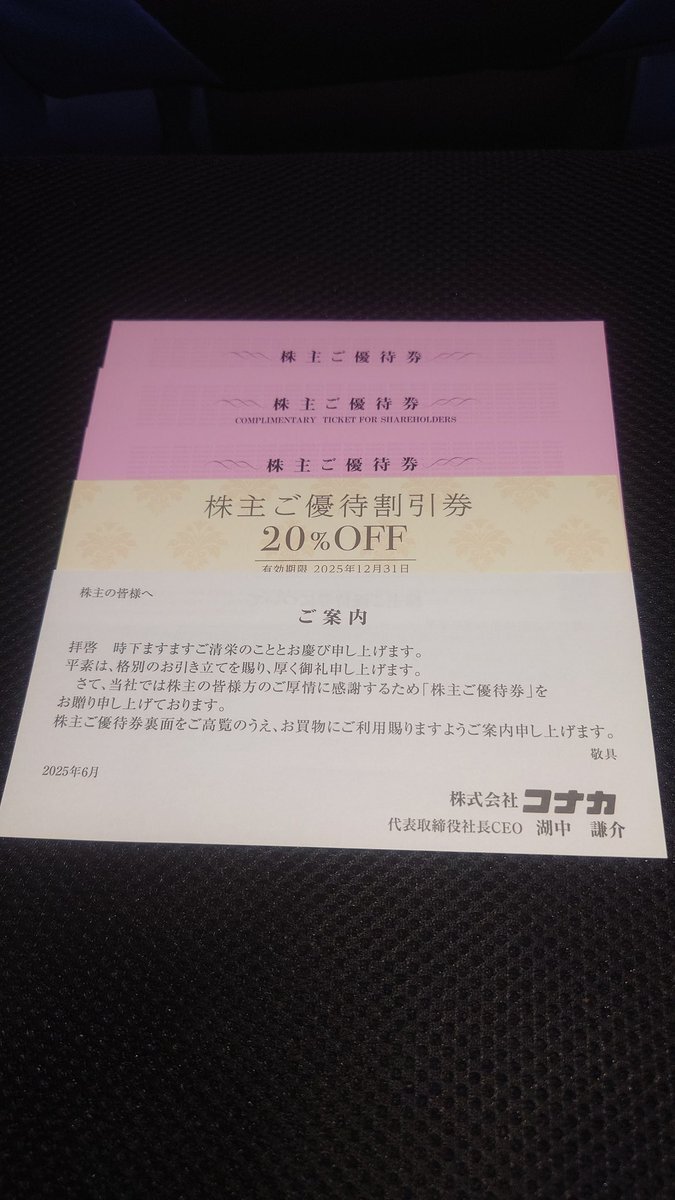 株主ご優待券
株主ご優待券
COMPLIMENTARY TICKET FOR SHAREHOLDERS
株主ご優待券
株主ご優待割引券
20%OFF
有効期限 2025年12月31日
株主の皆様へ
ご案内
拝啓 時下ますますご清栄のこととお慶び申し上げます。
平素は、格別のお引き立てを賜り、厚く御礼申し上げます。
さて、当社では株主の皆様方のご厚情に感謝するため「株主ご優待券」を
お贈り申し上げております。
株主ご優待券裏面をご高覧のうえ、お買物にご利用賜りますようご案内申し上げます。
敬具
2025年6月
株式会社 コナカ
代表取締役社長CEO 湖中 謙介